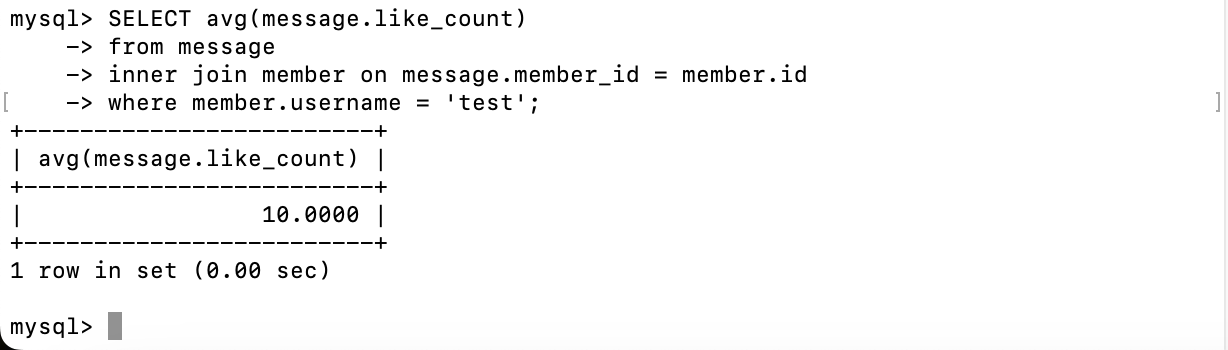 mysql> SELECT avg(message.like_count)
    -> from message
    -> inner join member on message.member_id = member.id
[    -> where member.username = 'test';                                                ]
+-------------------------+
| avg(message.like_count) |
+-------------------------+
|                 10.0000 |
+-------------------------+
1 row in set (0.00 sec)
mysql>